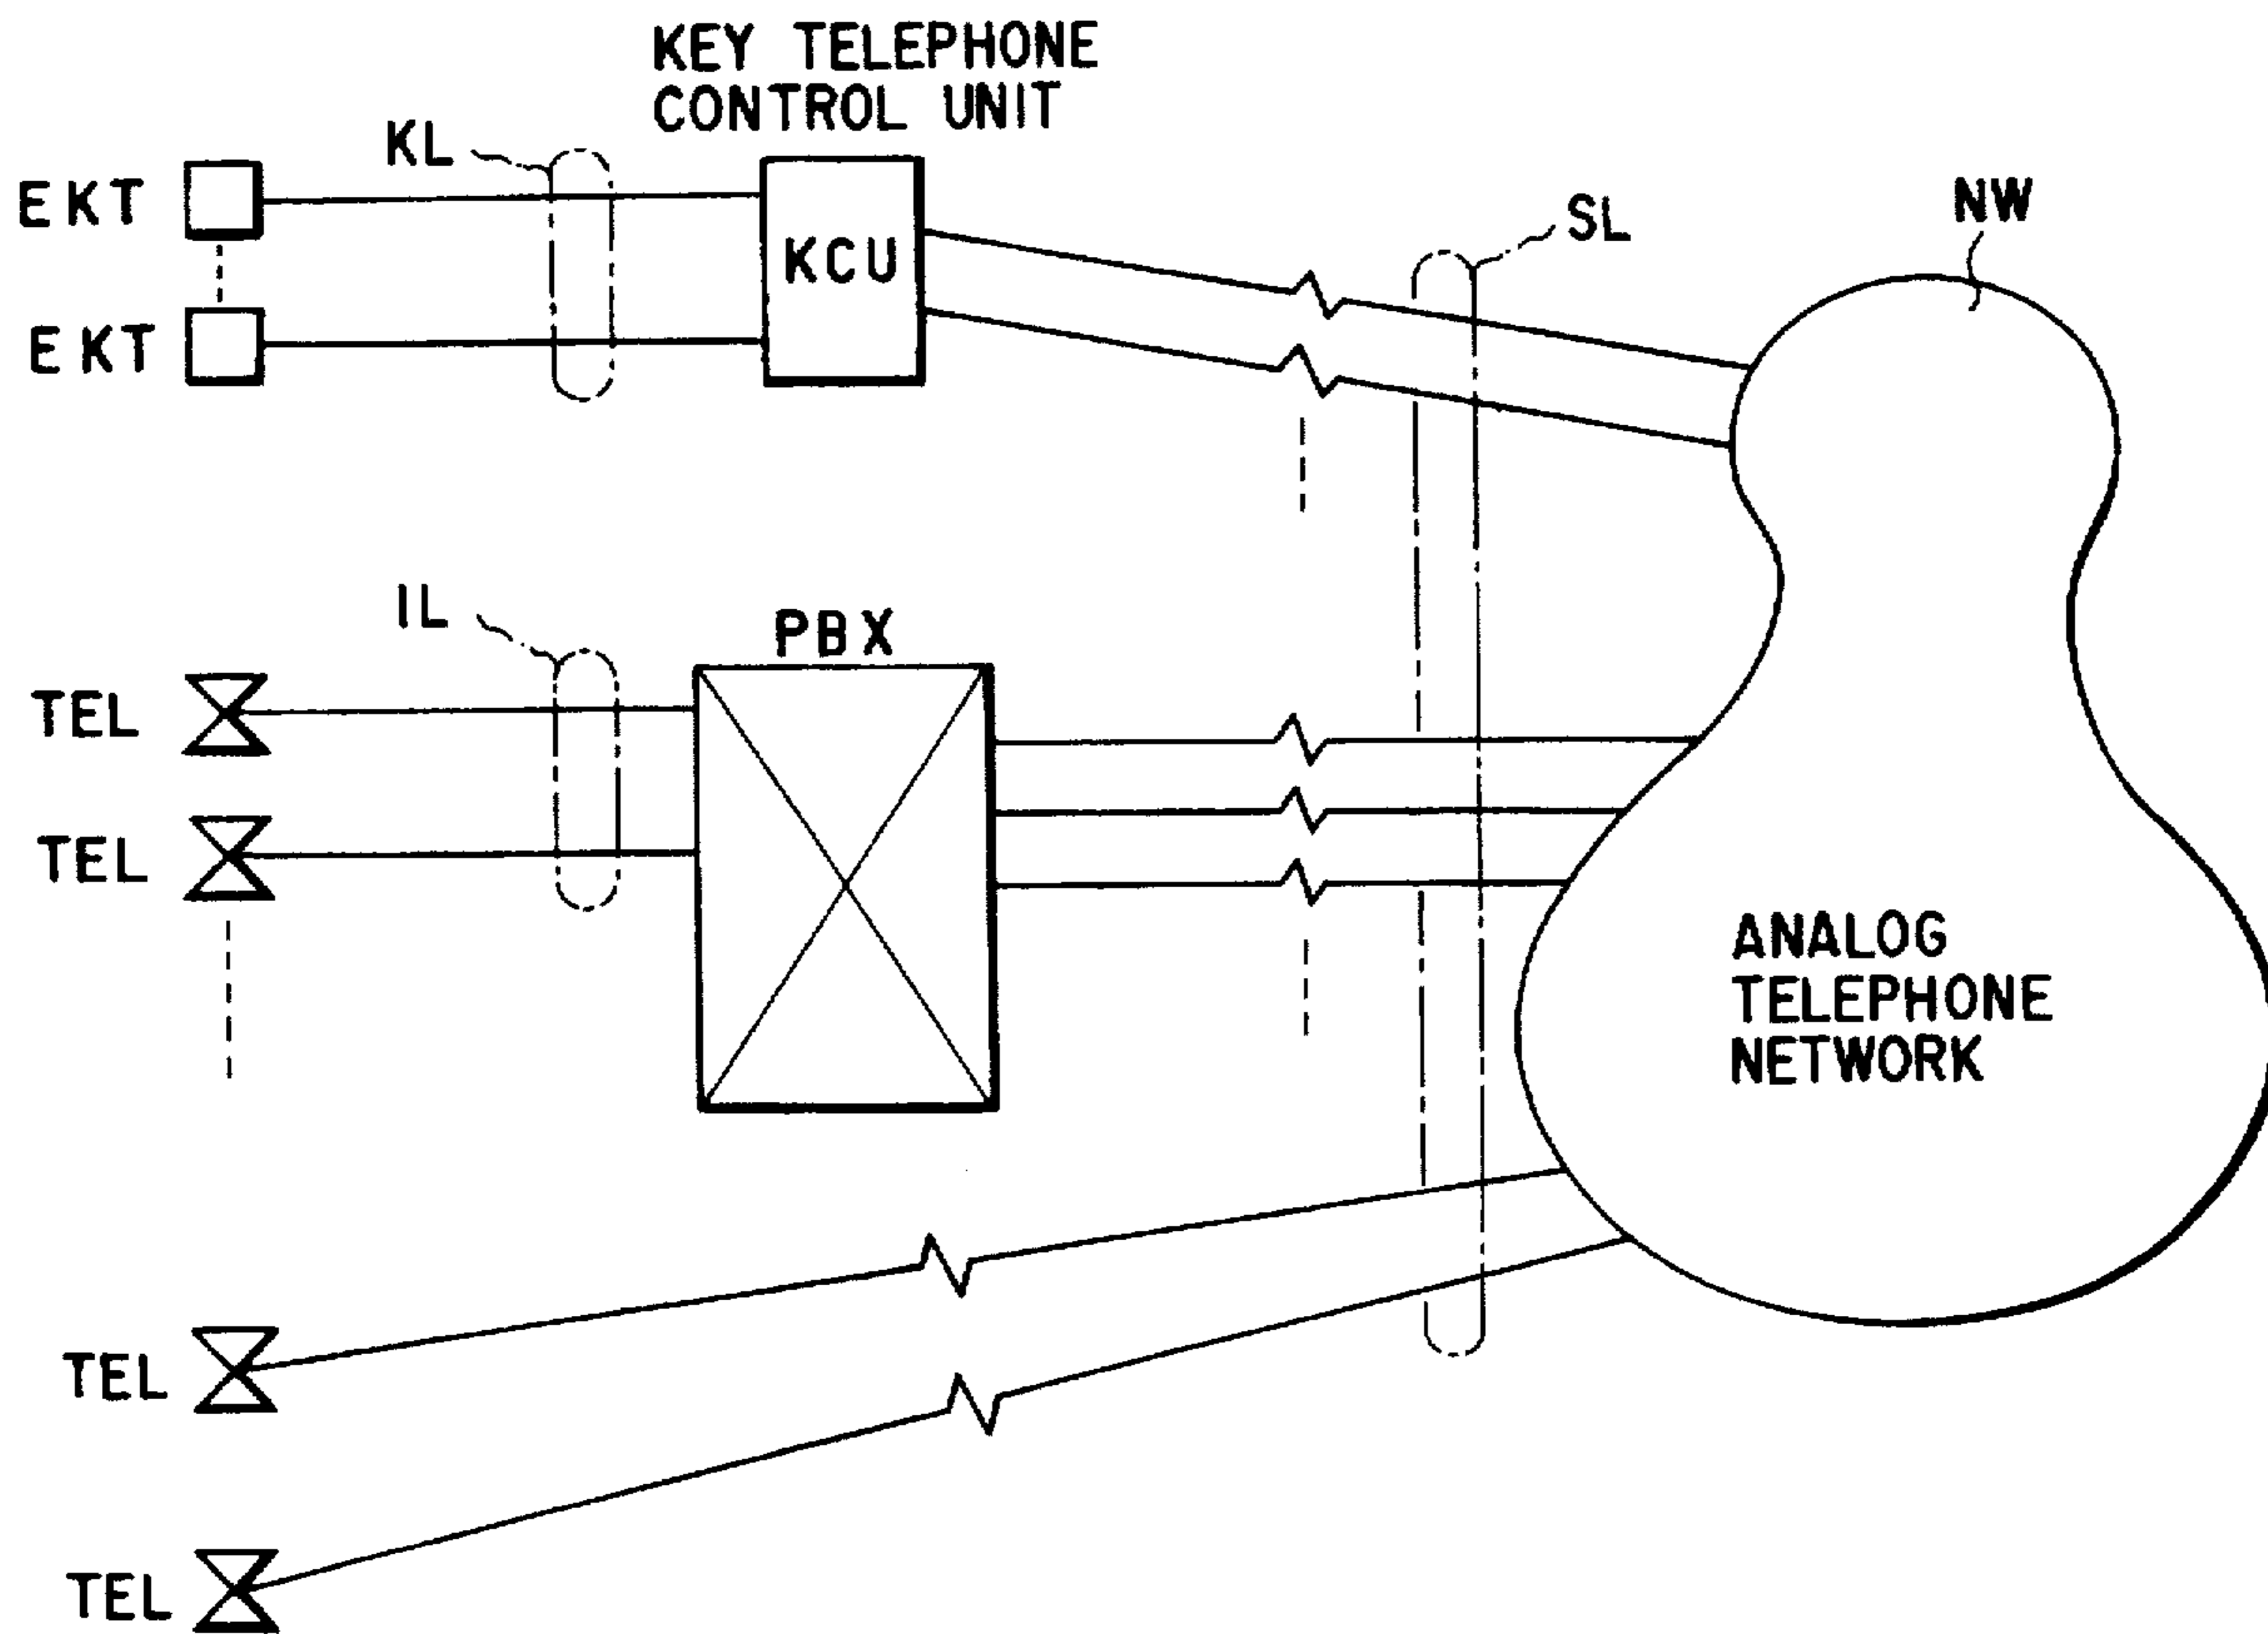 KEY TELEPHONE
CONTROL UNIT
KL
EKT
KCU
SL
NW
EKT
IL
PBX
TEL
TEL
ANALOG
TELEPHONE
NETWORK
TEL
TEL